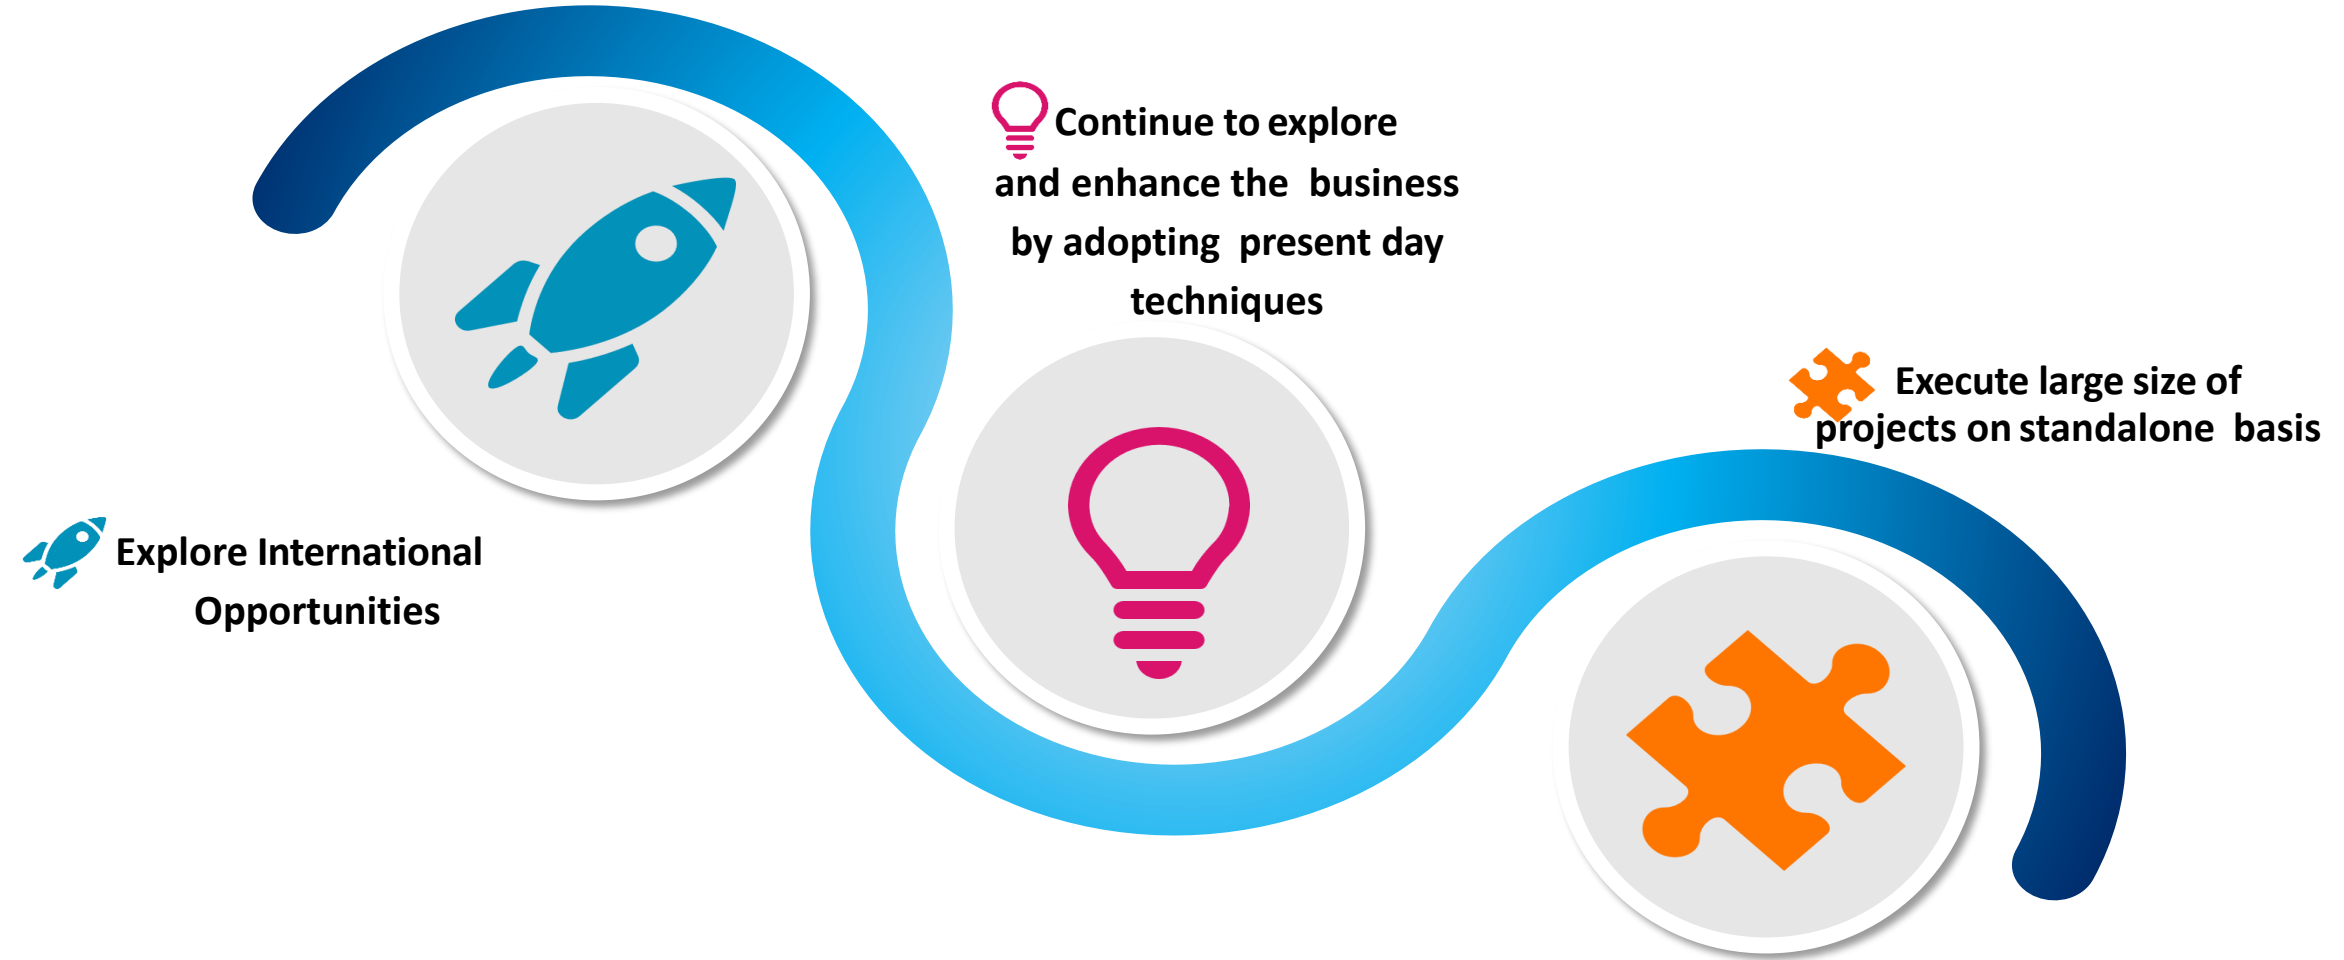 Explore International
Opportunities
Continue to explore
and enhance the business
by adopting present day
techniques
Execute large size of
projects on standalone basis